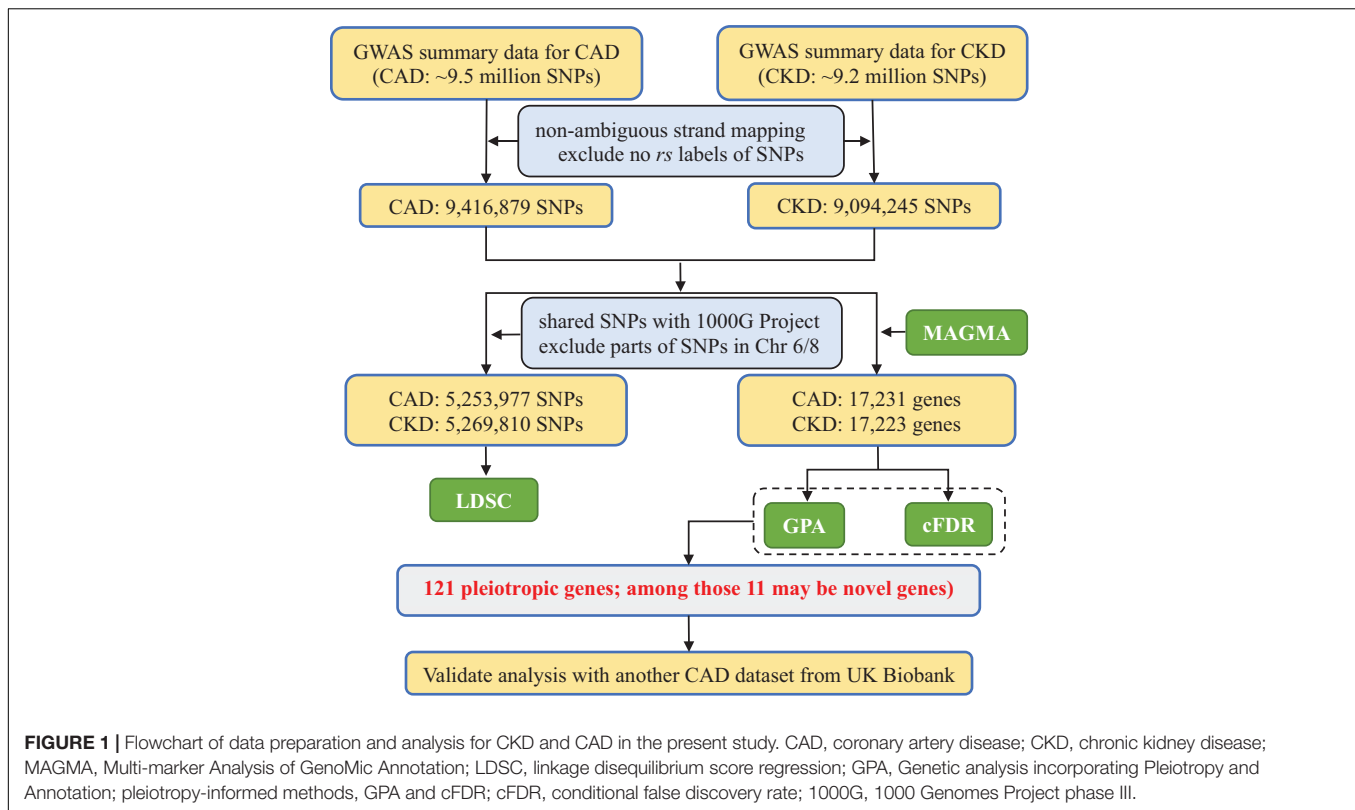 GWAS summary data for CAD
(CAD: ~9.5 million SNPs)
GWAS summary data for CKD
(CKD: ~9.2 million SNPs)
non-ambiguous strand mapping
exclude no rs labels of SNPs
CAD: 9,416,879 SNPs
CKD: 9,094,245 SNPs
shared SNPs with 1000G Project
exclude parts of SNPs in Chr 6/8
MAGMA
CAD: 5,253,977 SNPs
CKD: 5,269,810 SNPs
CAD: 17,231 genes
CKD: 17,223 genes
LDSC
GPA
cFDR
121 pleiotropic genes; among those 11 may be novel genes)
Validate analysis with another CAD dataset from UK Biobank
FIGURE 1 | Flowchart of data preparation and analysis for CKD and CAD in the present study. CAD, coronary artery disease; CKD, chronic kidney disease;
MAGMA, Multi-marker Analysis of GenoMic Annotation; LDSC, linkage disequilibrium score regression; GPA, Genetic analysis incorporating Pleiotropy and
Annotation; pleiotropy-informed methods, GPA and cFDR; cFDR, conditional false discovery rate; 1000G, 1000 Genomes Project phase III.